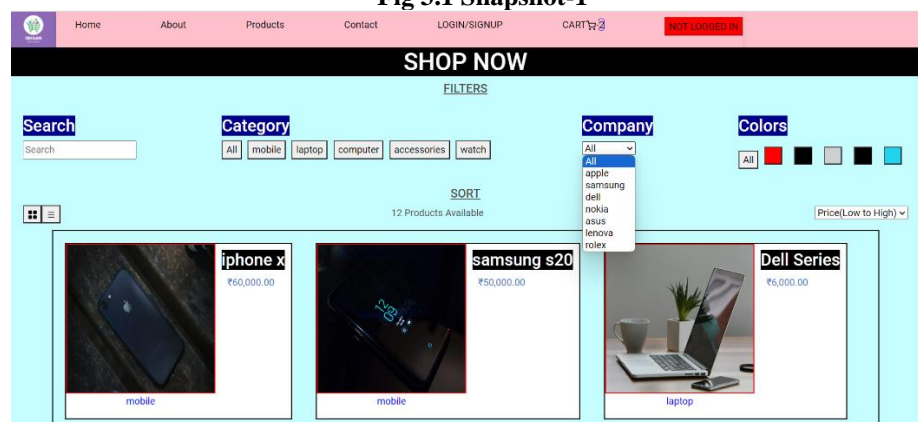 Fig 5.1 Snapshot-1
Home About Products Contact LOGIN/SIGNUP CART 2 NOT LOGGED IN
SHOP NOW
FILTERS
Search Category Company Colors
Search All mobile laptop computer accessories watch All All
All
apple
samsung
dell
nokia
asus
lenova
rolex
SORT
12 Products Available Price(Low to High)
iphone x samsung s20 Dell Series
₹60,000.00 ₹50,000.00 ₹6,000.00
mobile mobile laptop